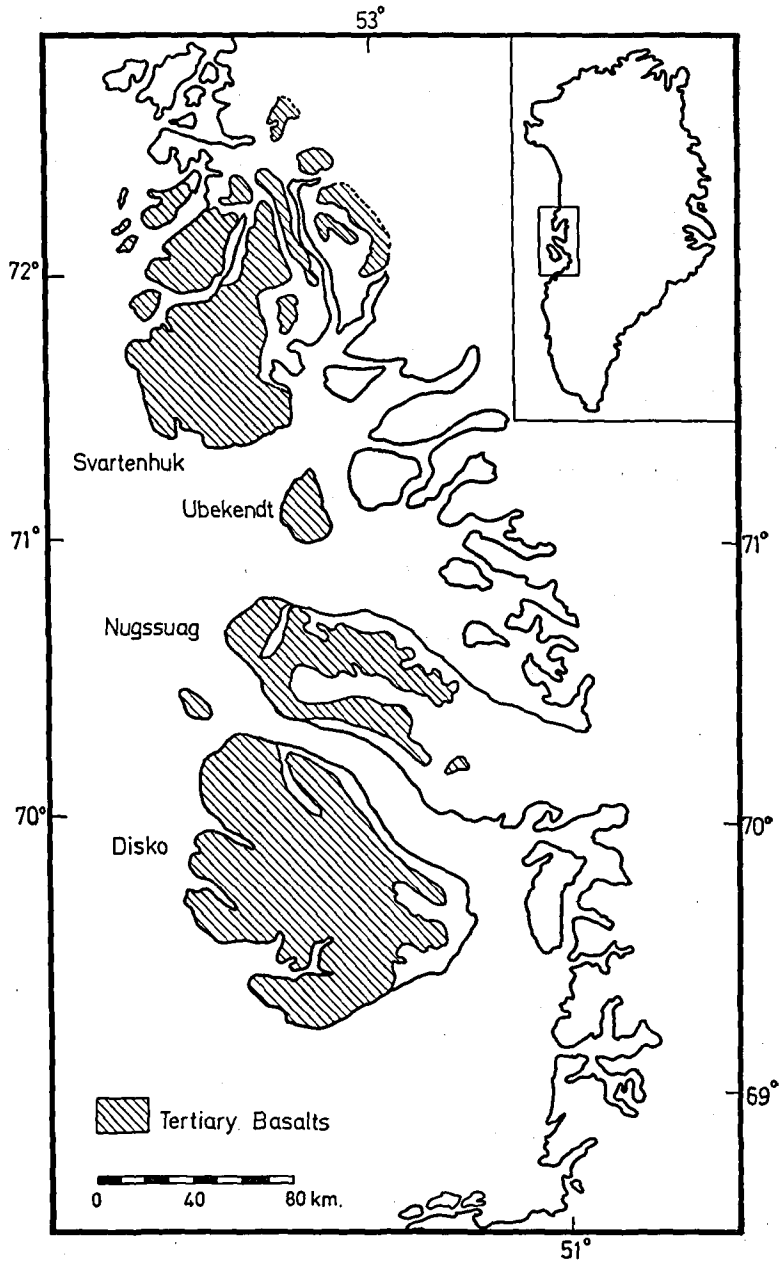 53°
72°
Svartenhuk
Ubekendt
71°
71°
Nugssuag
70°
70°
Disko
69°
Tertiary Basalts
0 40 80 km.
51°